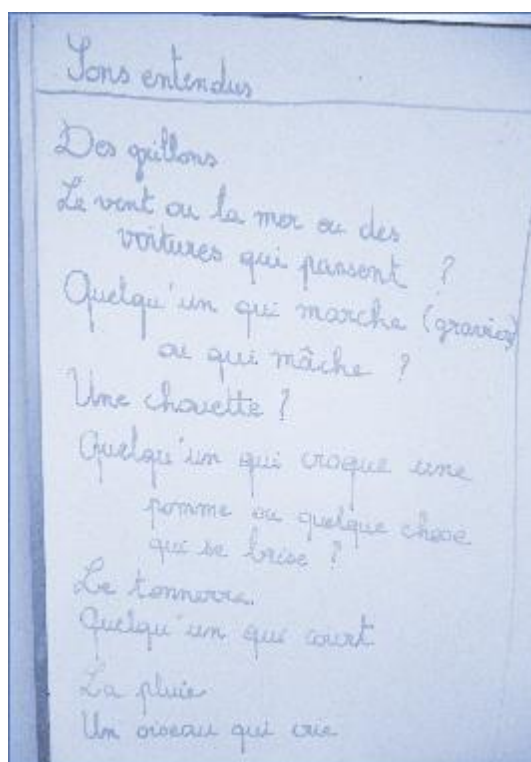 Sons entendus
Des grillons
Le vent ou la mer ou des
voitures qui passent ?
Quelqu'un qui marche (gravier)
ou qui mâche ?
Une chouette ?
Quelqu'un qui croque une
pomme ou quelque chose
qui se brise ?
Le tonnerre.
Quelqu'un qui court
La pluie
Un oiseau qui crie